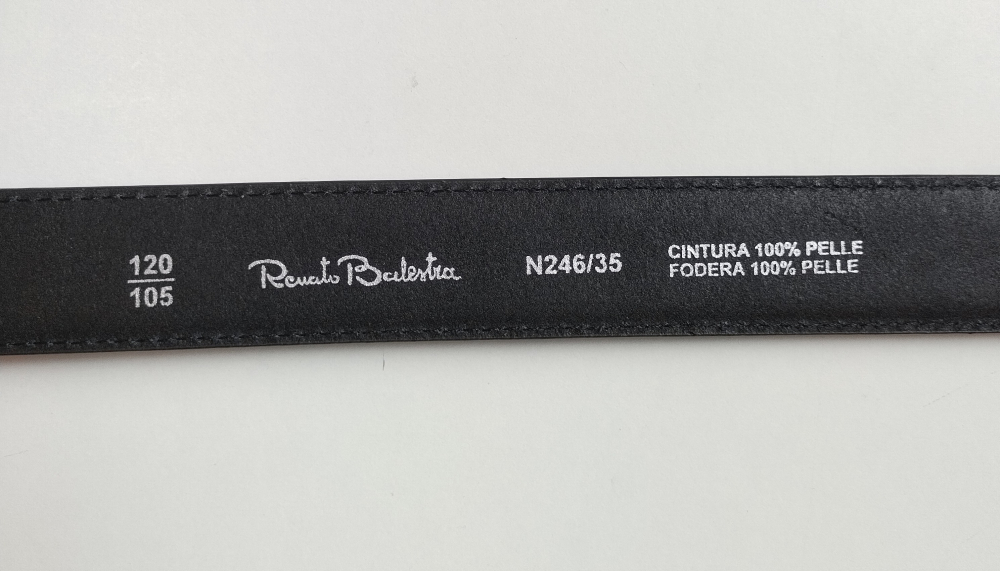 120
105
Renato Balestra
N246/35
CINTURA 100% PELLE
FODERA 100% PELLE